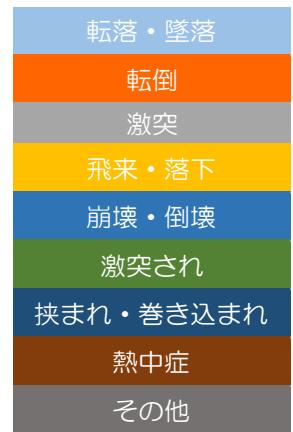 転落・墜落
転倒
激突
飛来・落下
崩壊・倒壊
激突され
挟まれ・巻き込まれ
熱中症
その他